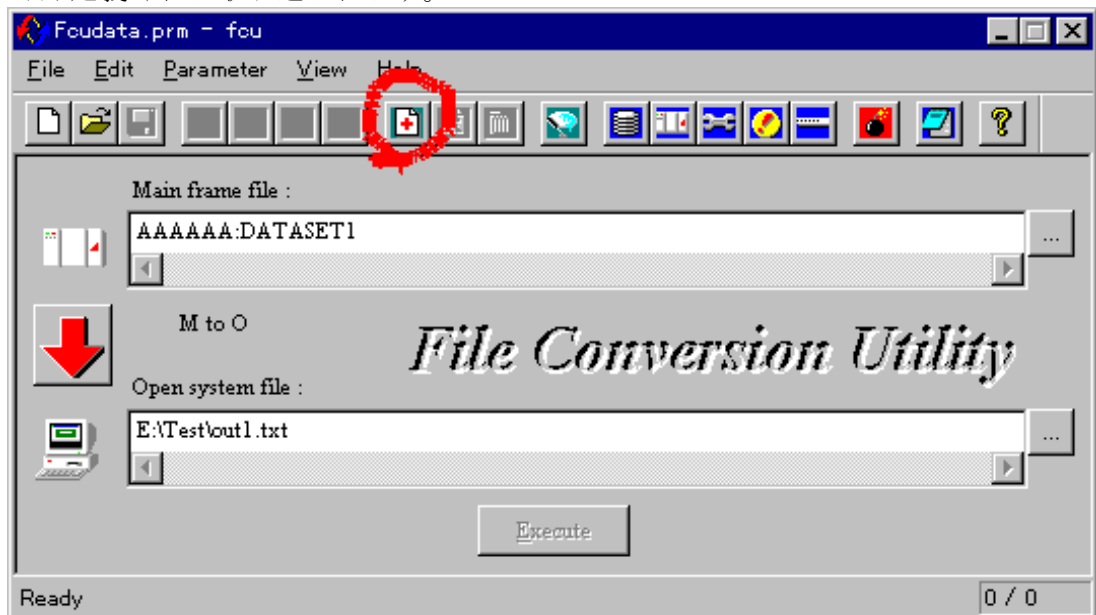 Fcudata.prm - fcu
File Edit Parameter View Help
Main frame file :
AAAAAA:DATASET1
...
M to O
File Conversion Utility
Open system file :
E:\Test\out1.txt
...
Execute
Ready
0 / 0